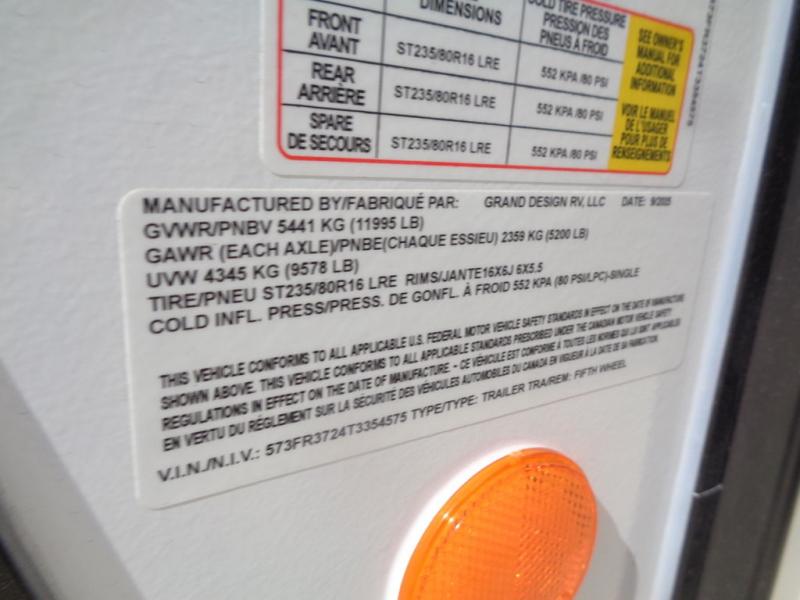 DIMENSIONS
COLD TIRE PRESSURE
PRESSION DES
PNEUS À FROID
FRONT
AVANT
ST235/80R16 LRE
552 KPA /80 PSI
REAR
ARRIÈRE
ST235/80R16 LRE
552 KPA /80 PSI
SPARE
DE SECOURS
ST235/80R16 LRE
552 KPA /80 PSI
SEE OWNER'S
MANUAL FOR
ADDITIONAL
INFORMATION
VOIR LE MANUEL
DE L'USAGER
POUR PLUS DE
RENSEIGNEMENTS
MANUFACTURED BY/FABRIQUÉ PAR: GRAND DESIGN RV, LLC DATE:
GVWR/PNBV 5441 KG (11995 LB)
GAWR (EACH AXLE)/PNBE(CHAQUE ESSIEU) 2359 KG (5200 LB)
UVW 4345 KG (9578 LB)
TIRE/PNEU ST235/80R16 LRE RIMS/JANTE16X6J 6X5.5
COLD INFL. PRESS/PRESS. DE GONFL. À FROID 552 KPA (80 PSI/LPC)-SINGLE
THIS VEHICLE CONFORMS TO ALL APPLICABLE U.S. FEDERAL MOTOR VEHICLE SAFETY STANDARDS IN EFFECT ON THE DATE OF MANUFACTURE
SHOWN ABOVE. THIS VEHICLE CONFORMS TO ALL APPLICABLE STANDARDS PRESCRIBED UNDER THE CANADIAN MOTOR VEHICLE SAFETY
REGULATIONS IN EFFECT ON THE DATE OF MANUFACTURE. - CE VÉHICULE EST CONFORME À TOUTES LES NORMES QUI LUI SONT APPLICABLES
EN VERTU DU RÈGLEMENT SUR LA SÉCURITÉ DES VÉHICULES AUTOMOBILES DU CANADA EN VIGUEUR À LA DATE DE SA FABRICATION.
V.I.N./N.I.V.: 573FR3724T3354575 TYPE/TYPE: TRAILER TRA/REM: FIFTH WHEEL